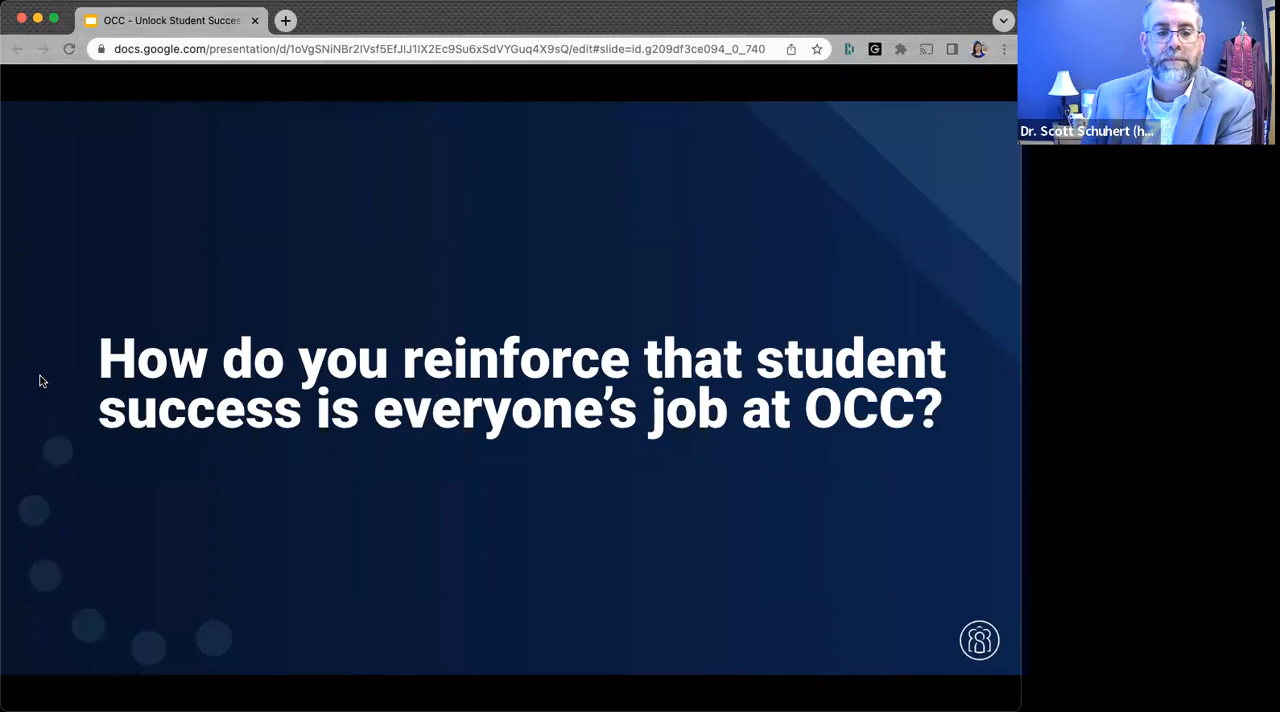 OCC - Unlock Student Succes
docs.google.com/presentation/d/1oVgSNiNBr2lVsf5EfJlJ1lX2Ec9Su6xSdVYGuq4X9sQ/edit#slide=id.g209df3ce094_0_740
Dr. Scott Schuhert (h...
How do you reinforce that student
success is everyone’s job at OCC?